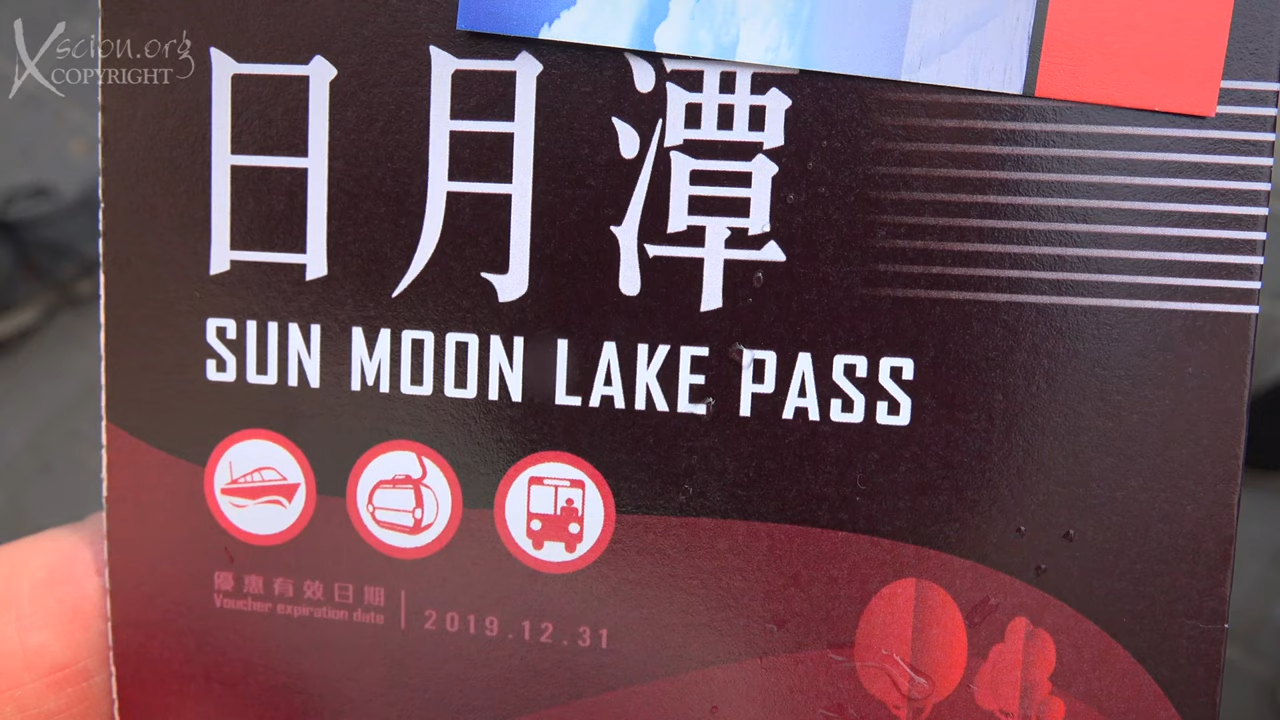 Xscion.org
COPYRIGHT
日月潭
SUN MOON LAKE PASS
優惠有效日期
Voucher expiration date
2019.12.31